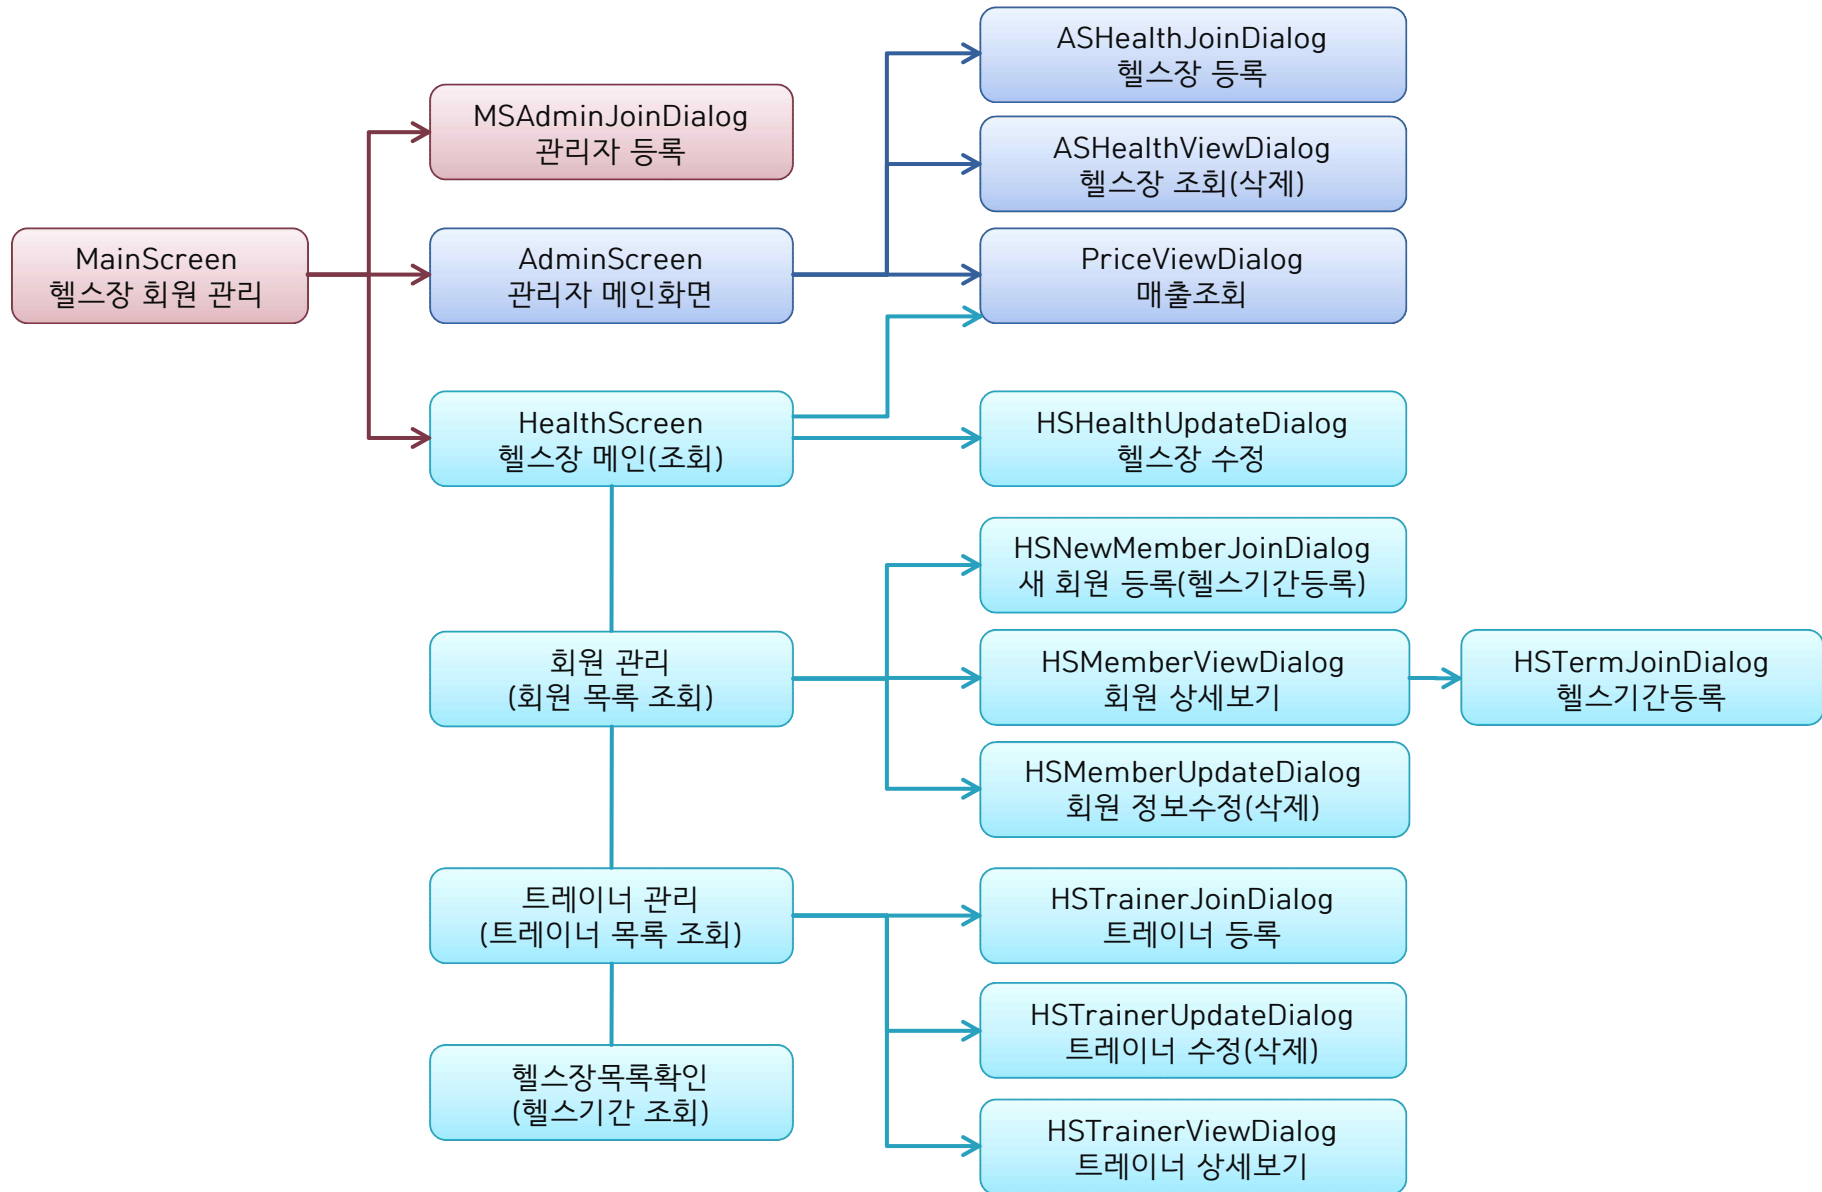 MainScreen
헬스장 회원 관리
MSAdminJoinDialog
관리자 등록
AdminScreen
관리자 메인화면
HealthScreen
헬스장 메인(조회)
회원 관리
(회원 목록 조회)
트레이너 관리
(트레이너 목록 조회)
헬스장목록확인
(헬스기간 조회)
ASHealthJoinDialog
헬스장 등록
ASHealthViewDialog
헬스장 조회(삭제)
PriceViewDialog
매출조회
HSHealthUpdateDialog
헬스장 수정
HSNewMemberJoinDialog
새 회원 등록(헬스기간등록)
HSMemberViewDialog
회원 상세보기
HSTermJoinDialog
헬스기간등록
HSMemberUpdateDialog
회원 정보수정(삭제)
HSTrainerJoinDialog
트레이너 등록
HSTrainerUpdateDialog
트레이너 수정(삭제)
HSTrainerViewDialog
트레이너 상세보기